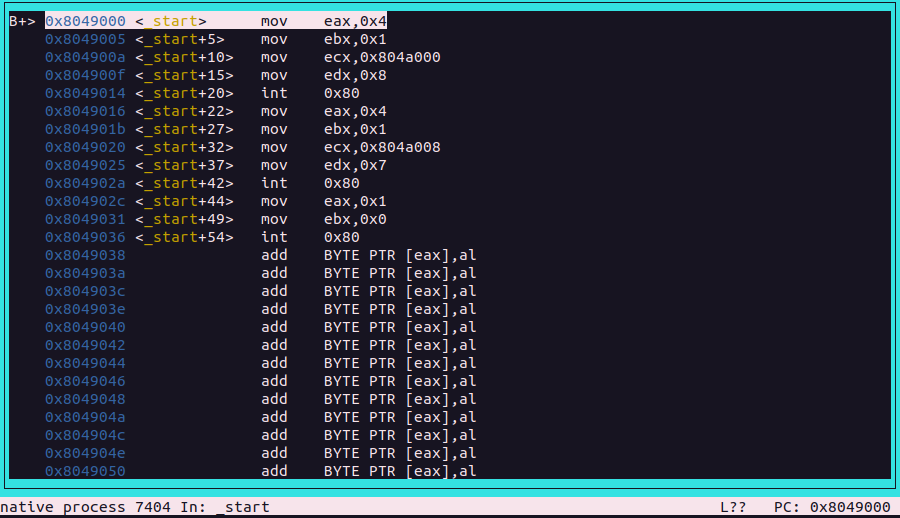 B+> 0x8049000 <_start> mov eax,0x4
0x8049005 <_start+5> mov ebx,0x1
0x804900a <_start+10> mov ecx,0x804a000
0x804900f <_start+15> mov edx,0x8
0x8049014 <_start+20> int 0x80
0x8049016 <_start+22> mov eax,0x4
0x804901b <_start+27> mov ebx,0x1
0x8049020 <_start+32> mov ecx,0x804a008
0x8049025 <_start+37> mov edx,0x7
0x804902a <_start+42> int 0x80
0x804902c <_start+44> mov eax,0x1
0x8049031 <_start+49> mov ebx,0x0
0x8049036 <_start+54> int 0x80
0x8049038 add BYTE PTR [eax],al
0x804903a add BYTE PTR [eax],al
0x804903c add BYTE PTR [eax],al
0x804903e add BYTE PTR [eax],al
0x8049040 add BYTE PTR [eax],al
0x8049042 add BYTE PTR [eax],al
0x8049044 add BYTE PTR [eax],al
0x8049046 add BYTE PTR [eax],al
0x8049048 add BYTE PTR [eax],al
0x804904a add BYTE PTR [eax],al
0x804904c add BYTE PTR [eax],al
0x804904e add BYTE PTR [eax],al
0x8049050 add BYTE PTR [eax],al
native process 7404 In: _start L?? PC: 0x8049000